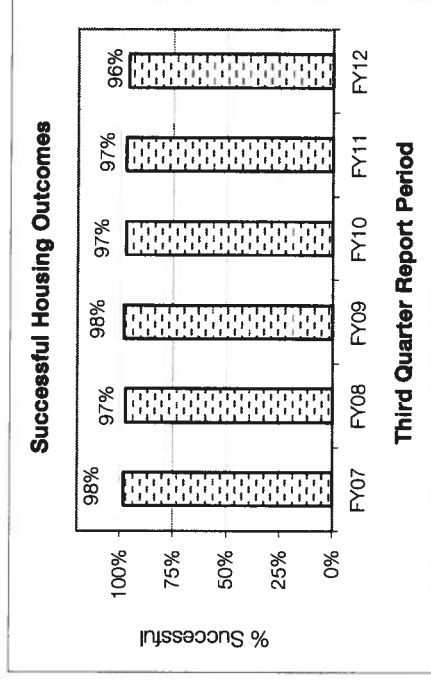 Successful Housing Outcomes
% Successful
100%
75%
50%
25%
0%
98%
97%
98%
97%
97%
96%
FY07
FY08
FY09
FY10
FY11
FY12
Third Quarter Report Period